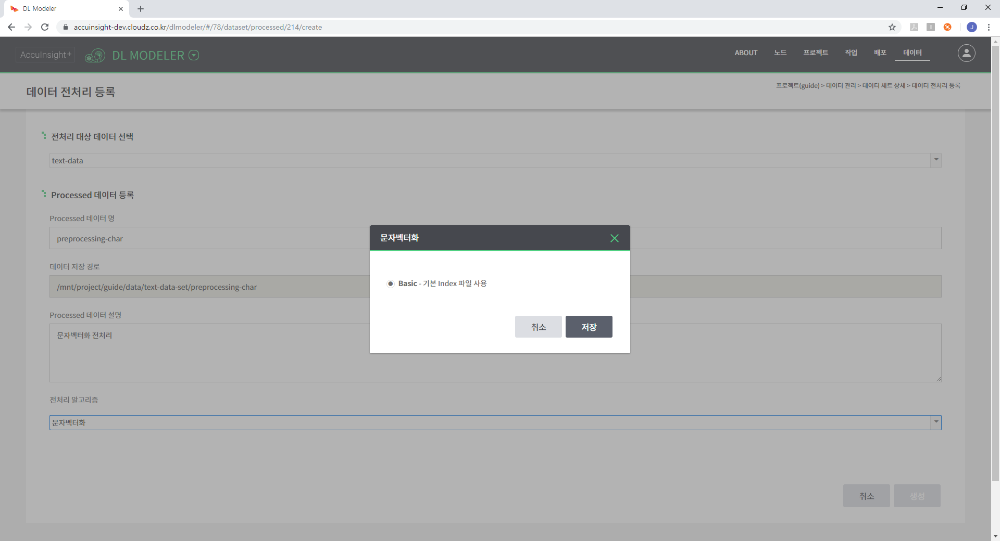 DL Modeler
accuinsight-dev.cloudz.co.kr/dlmodeler/#/78/dataset/processed/214/create
J
AccuInsight+
DL MODELER
ABOUT 노드 프로젝트 작업 배포 데이터
데이터 전처리 등록
프로젝트(guide) > 데이터 관리 > 데이터 세트 상세 > 데이터 전처리 등록
전처리 대상 데이터 선택
text-data
Processed 데이터 등록
Processed 데이터 명
preprocessing-char
데이터 저장 경로
/mnt/project/guide/data/text-data-set/preprocessing-char
Processed 데이터 설명
문자벡터화 전처리
전처리 알고리즘
문자벡터화
문자벡터화
Basic - 기본 Index 파일 사용
취소 저장
취소 생성